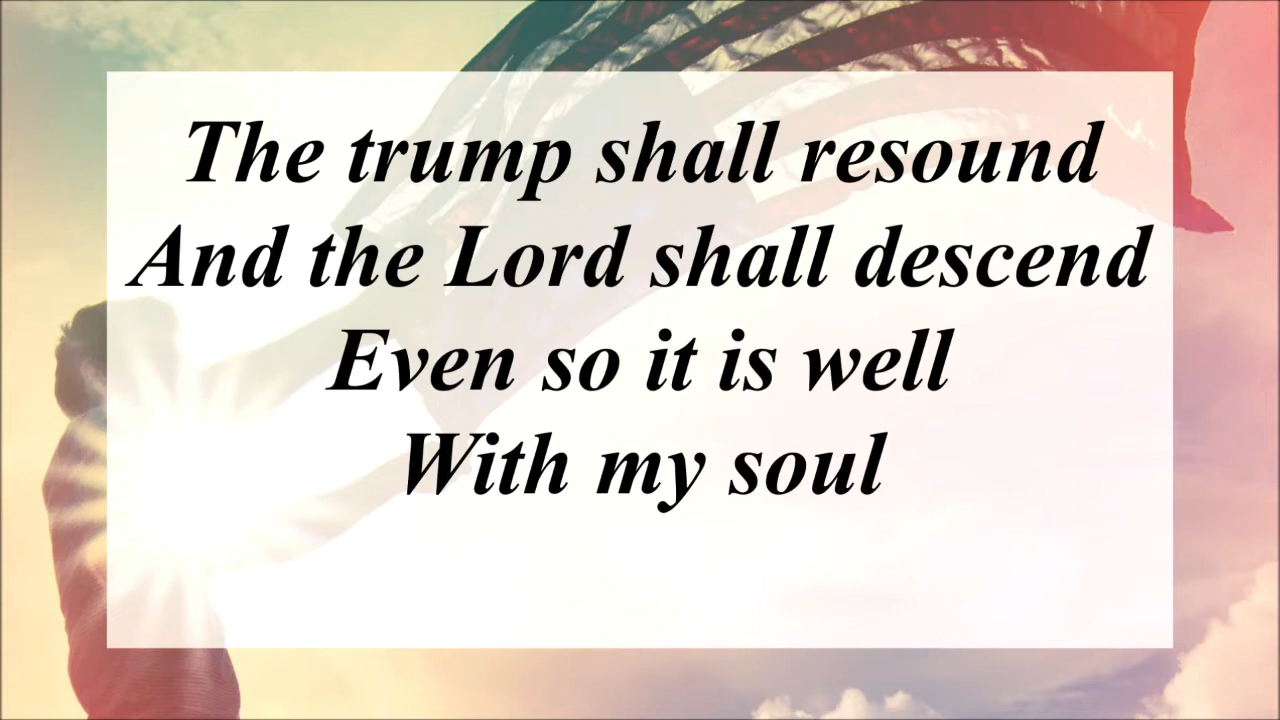 The trump shall resound
And the Lord shall descend
Even so it is well
With my soul